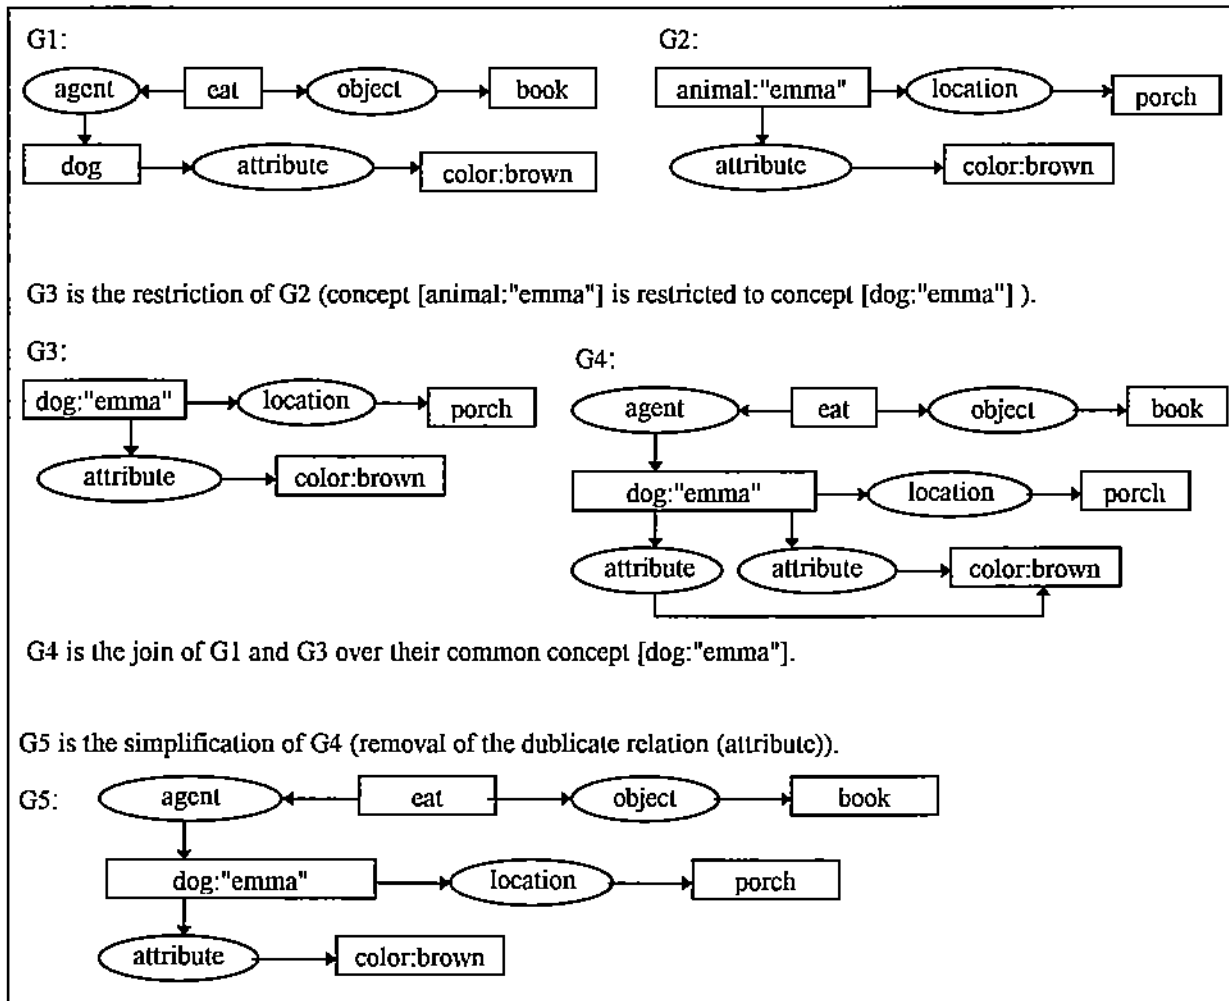 G1:
G2:
agent eat object book
animal:"emma" location porch
dog attribute color:brown
attribute color:brown
G3 is the restriction of G2 (concept [animal:"emma"] is restricted to concept [dog:"emma"] ).
G3:
G4:
dog:"emma" location porch
attribute color:brown
agent eat object book
dog:"emma" location porch
attribute attribute color:brown
G4 is the join of G1 and G3 over their common concept [dog:"emma"].
G5 is the simplification of G4 (removal of the dublicate relation (attribute)).
G5: agent eat object book
dog:"emma" location porch
attribute color:brown